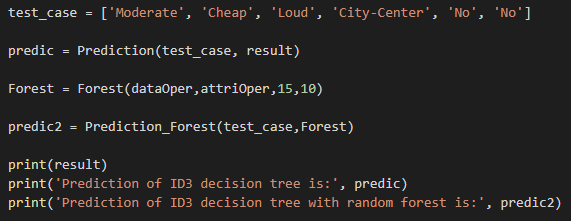 test_case = ['Moderate', 'Cheap', 'Loud', 'City-Center', 'No', 'No']
predic = Prediction(test_case, result)
Forest = Forest(dataOper,attriOper,15,10)
predic2 = Prediction_Forest(test_case,Forest)
print(result)
print('Prediction of ID3 decision tree is:', predic)
print('Prediction of ID3 decision tree with random forest is:', predic2)